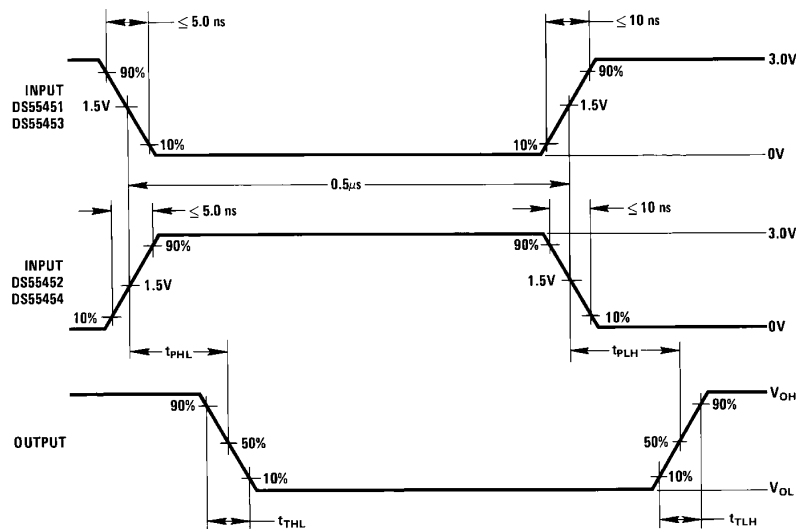 ≤ 5.0 ns
≤ 10 ns
90%
90%
3.0V
INPUT
DS55451
DS55453
1.5V
1.5V
10%
10%
0V
0.5µs
≤ 5.0 ns
≤ 10 ns
90%
90%
3.0V
INPUT
DS55452
DS55454
1.5V
1.5V
10%
10%
0V
tPHL
tPLH
90%
90%
VOH
OUTPUT
50%
50%
10%
10%
VOL
tTHL
tTLH